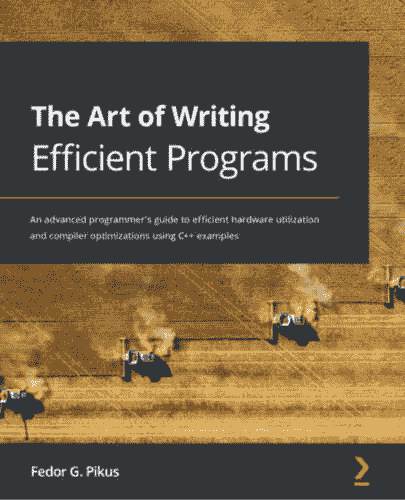 The Art of Writing
Efficient Programs
An advanced programmer's guide to efficient hardware utilization
and compiler optimizations using C++ examples
Fedor G. Pikus